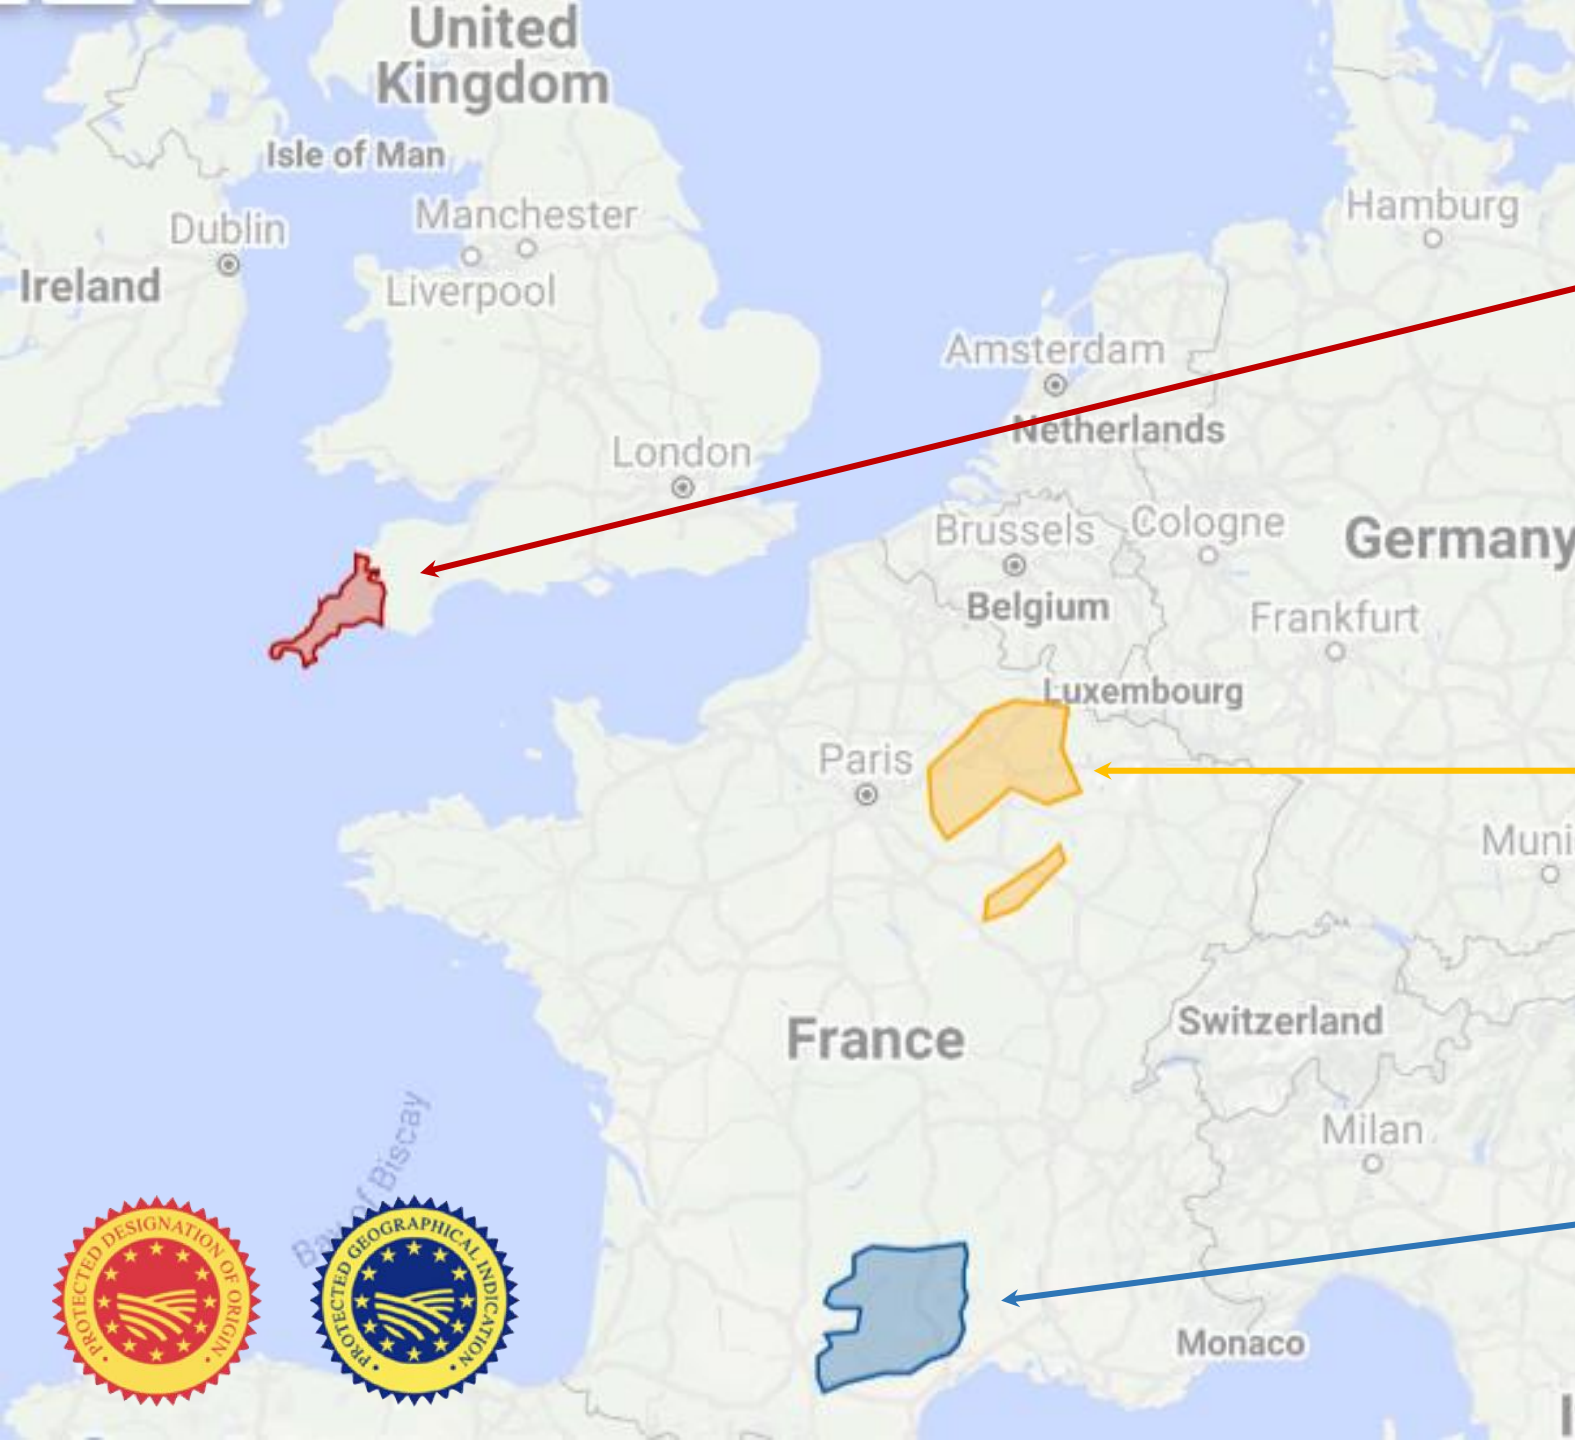 United
Kingdom
Isle of Man
Manchester
Dublin
Hamburg
Ireland
Liverpool
Amsterdam
Netherlands
London
Brussels
Cologne
Germany
Belgium
Frankfurt
Luxembourg
Paris
Muni
Switzerland
France
Milan
Bay of Biscay
PROTECTED DESIGNATION OF ORIGIN
PROTECTED GEOGRAPHICAL INDICATION
Monaco